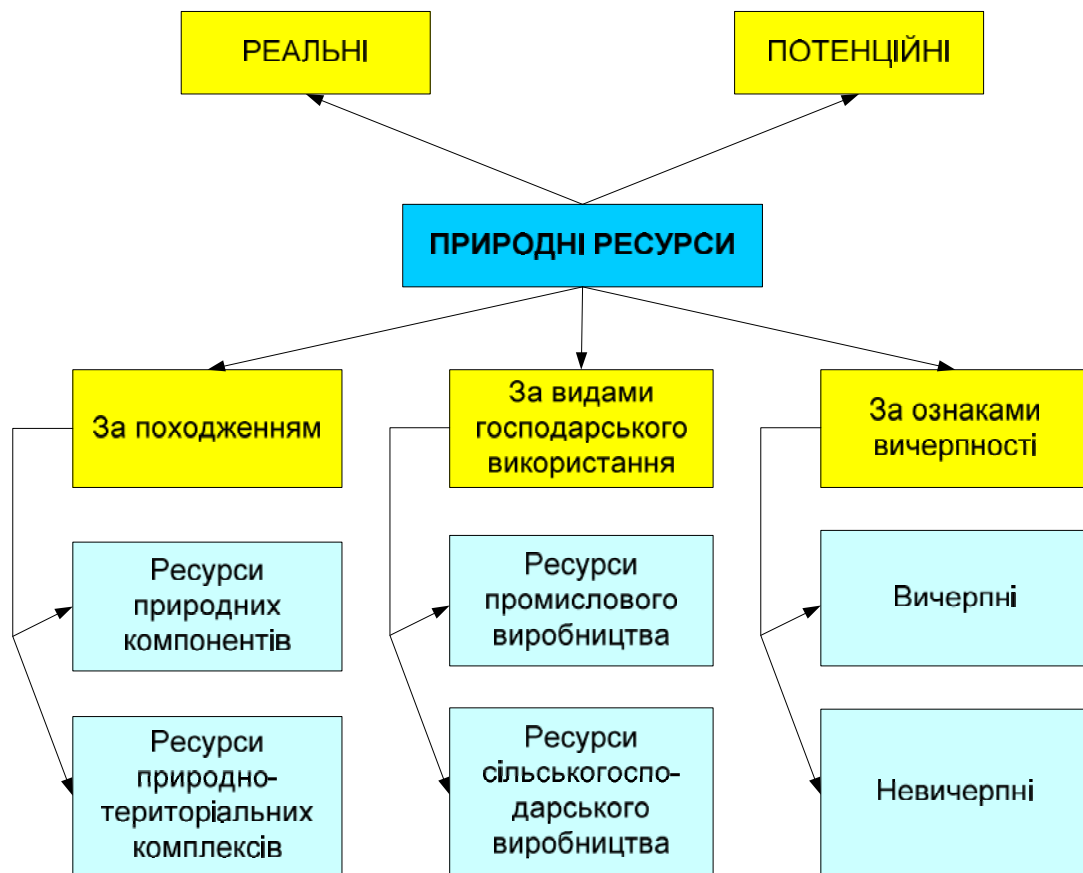 РЕАЛЬНІ
ПОТЕНЦІЙНІ
ПРИРОДНІ РЕСУРСИ
За походженням
За видами
господарського
використання
За ознаками
вичерпності
Ресурси
природних
компонентів
Ресурси
промислового
виробництва
Вичерпні
Ресурси
природно-
територіальних
комплексів
Ресурси
сільськогоспо-
дарського
виробництва
Невичерпні